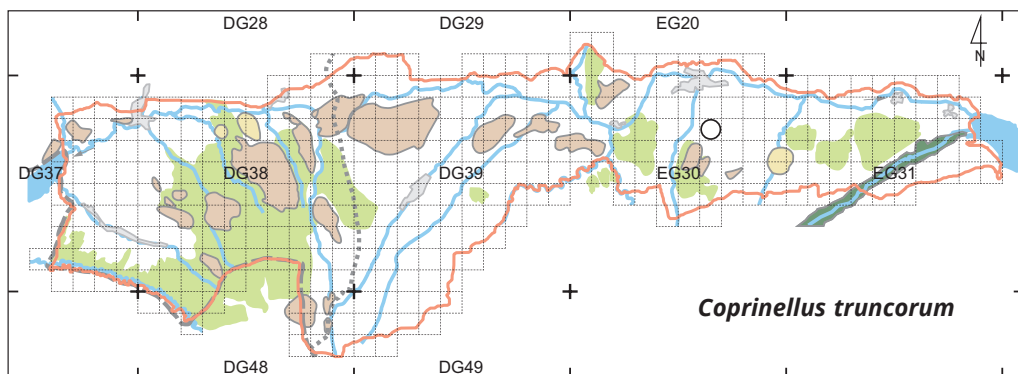 DG28 DG29 EG20
N
DG37 DG38 DG39 EG30 EG31
Coprinellus truncorum
DG48 DG49